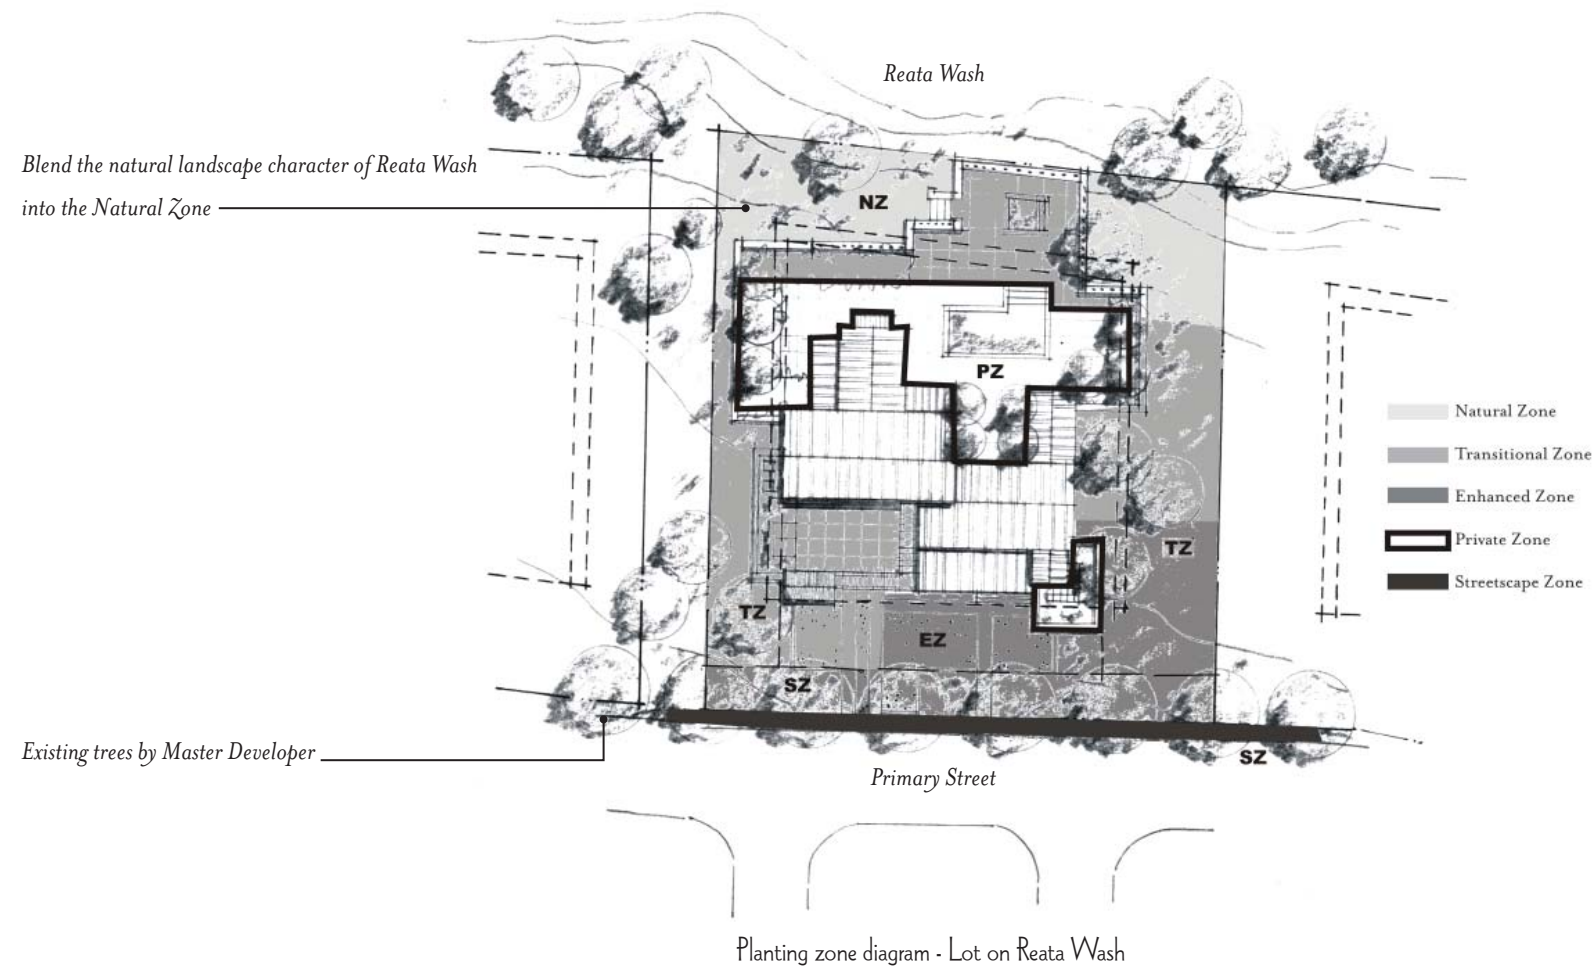 Reata Wash
Blend the natural landscape character of Reata Wash
into the Natural Zone
NZ
PZ
Natural Zone
Transitional Zone
Enhanced Zone
Private Zone
Streetscape Zone
TZ
TZ
EZ
SZ
Existing trees by Master Developer
SZ
Primary Street
Planting zone diagram - Lot on Reata Wash